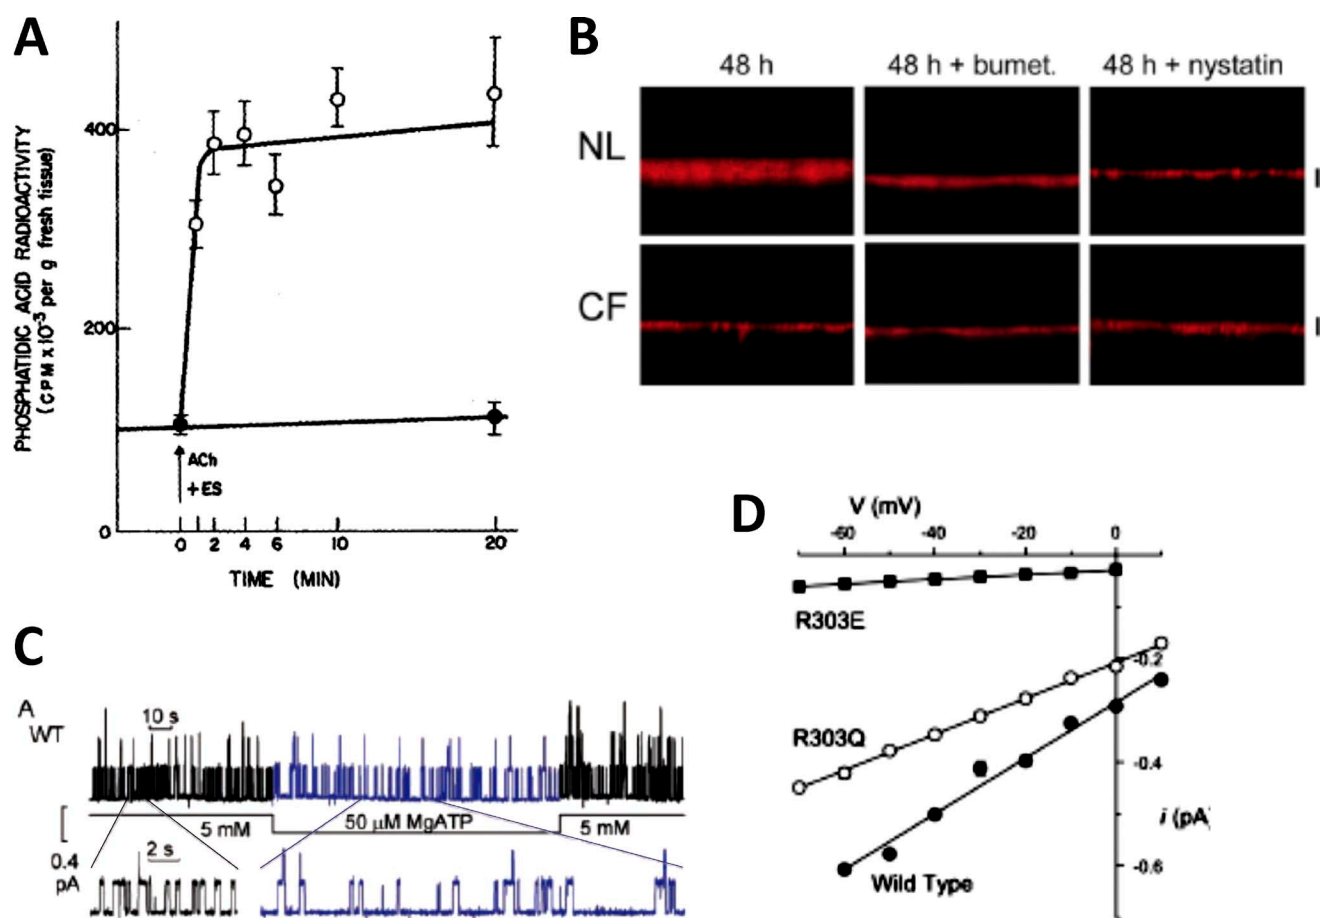 A
PHOSPHATIDIC ACID RADIOACTIVITY
(CPM x 10⁻³ per g fresh tissue)
400
200
0
ACh
+ ES
0 2 4 6 10 20
TIME (MIN)
B
48 h 48 h + bumet. 48 h + nystatin
NL
CF
C
A
WT
10 s
5 mM 50 μM MgATP 5 mM
0.4
pA
2 s
D
V (mV)
-60 -40 -20 0
R303E
-0.2
R303Q
-0.4
i (pA)
-0.6
Wild Type